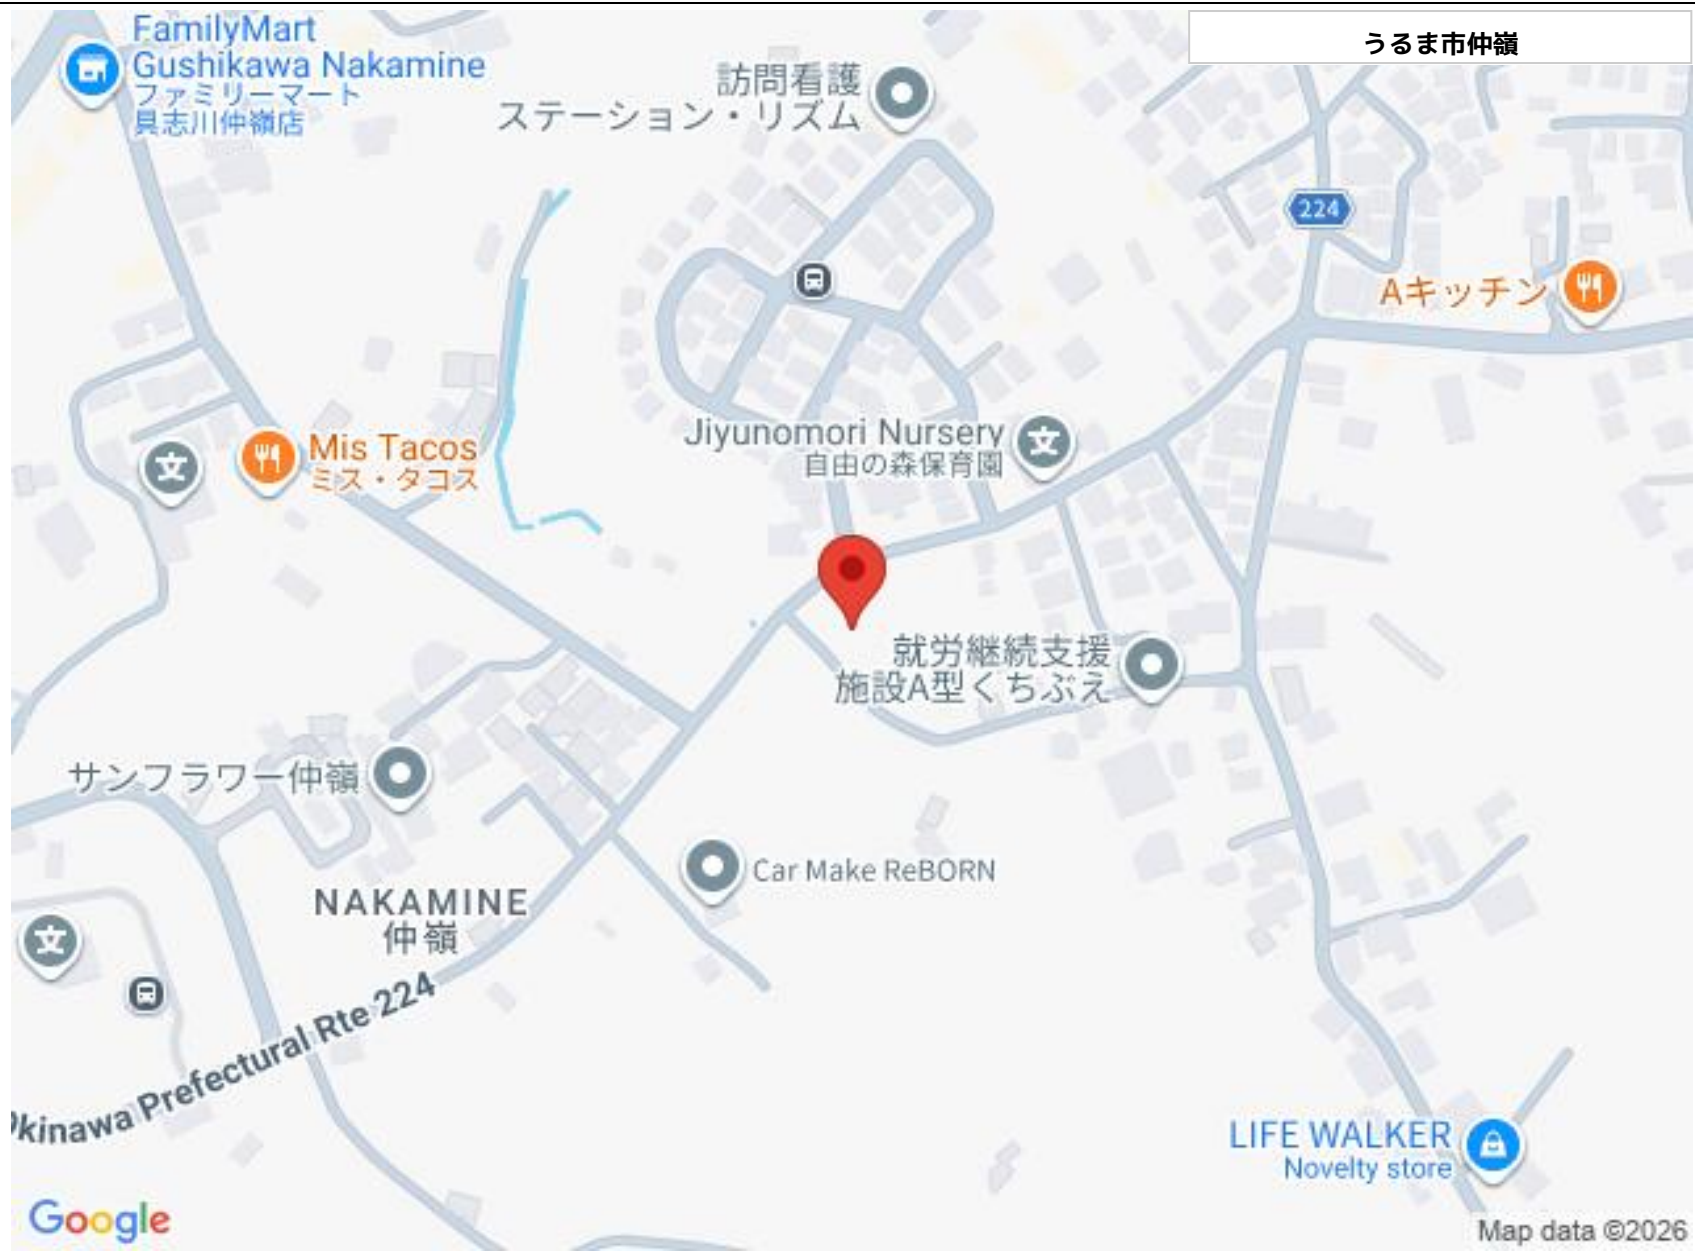 FamilyMart
Gushikawa Nakamine
ファミリーマート
具志川仲嶺店
うるま市仲嶺
訪問看護
ステーション・リズム
224
Aキッチン
Mis Tacos
ミス・タコス
Jiyunomori Nursery
自由の森保育園
文
文
就労継続支援
施設A型くちぶえ
サンフラワー仲嶺
Car Make ReBORN
NAKAMINE
仲嶺
文
Okinawa Prefectural Rte 224
LIFE WALKER
Novelty store
Google
Map data ©2026